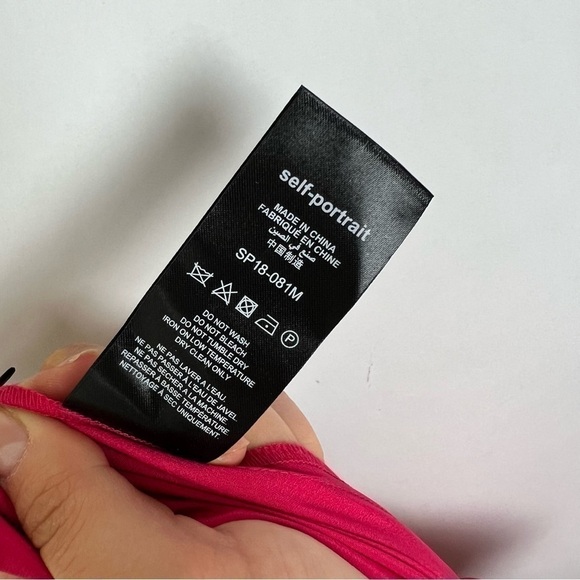 self-portrait
MADE IN CHINA
FABRIQUÉ EN CHINE
صنع في الصين
中国制造
SP18-081M
DO NOT WASH
DO NOT BLEACH
DO NOT TUMBLE DRY
IRON ON LOW TEMPERATURE
DRY CLEAN ONLY
NE PAS LAVER A L'EAU.
NE PAS PASSER A L'EAU DE JAVEL.
NE PAS SÉCHER A LA MACHINE.
REPASSER À BASSE TEMPÉRATURE.
NETTOYAGE À SEC UNIQUEMENT.